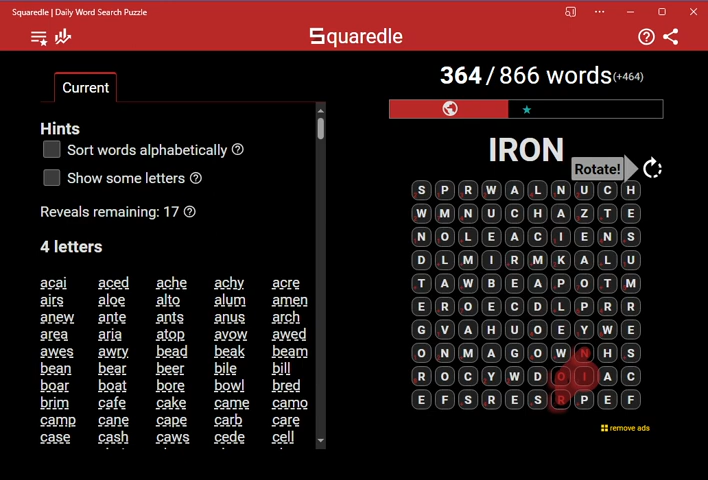 Squaredle | Daily Word Search Puzzle
Squaredle
364 / 866 words (+464)
Current
Hints
Sort words alphabetically
Show some letters
Reveals remaining: 17
4 letters
açai aced ache achy acre
airs aloe alto alum amen
anew ante ants anus arch
area aria atop avow awed
awes awry bead beak beam
bean bear beer bile bill
boar boat bore bowl bred
brim cafe cake came camo
camp cane cape carb care
case cash caws cede cell
IRON
Rotate!
S P R W A L N U C H
W M N U C H A Z T E
N O L E A C I E N S
D L M I R M K A L U
T A W B E A P O T M
E R O E C D L P R R
G V A H U O E Y W E
O N M A G O W N H S
R O C Y W D O I A C
E F S R E S R P E F
remove ads